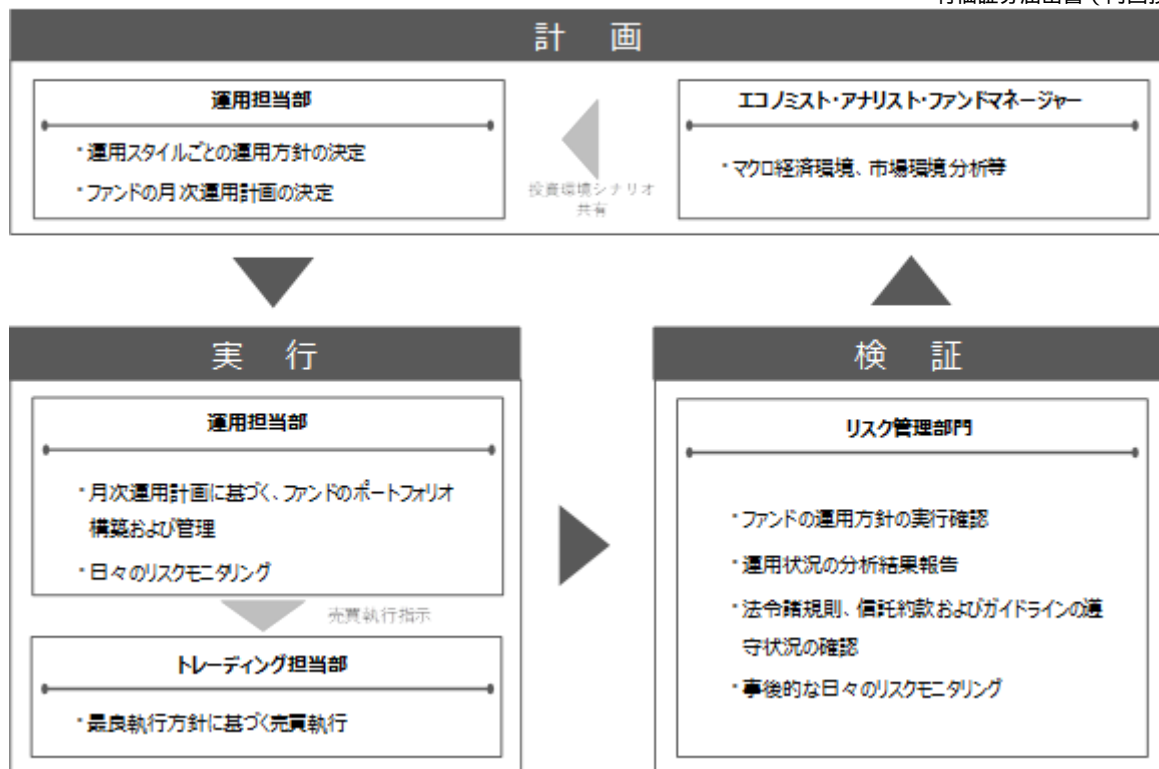 計 画
運用担当部
・運用スタイルごとの運用方針の決定
・ファンドの月次運用計画の決定
投資環境シナリオ
共有
エコノミスト・アナリスト・ファンドマネージャー
・マクロ経済環境、市場環境分析等
実 行
運用担当部
・月次運用計画に基づく、ファンドのポートフォリオ
構築および管理
・日々のリスクモニタリング
売買執行指示
トレーディング担当部
・最良執行方針に基づく売買執行
検 証
リスク管理部門
・ファンドの運用方針の実行確認
・運用状況の分析結果報告
・法令諸規則、信託約款およびガイドラインの遵
守状況の確認
・事後的な日々のリスクモニタリング